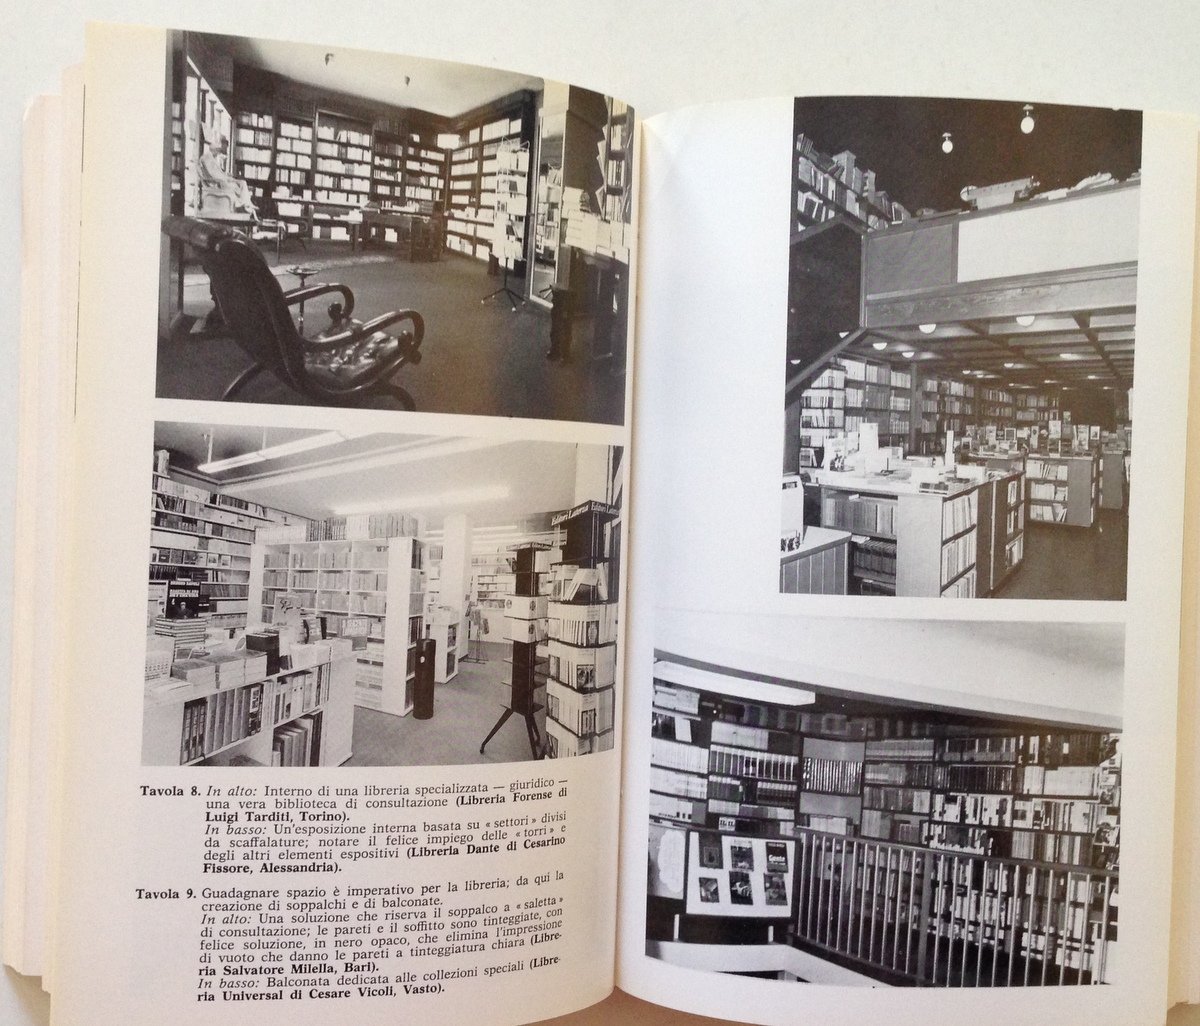 Editori Laterza Editori Laterza
Gente
Tavola 8. In alto: Interno di una libreria specializzata — giuridico —
una vera biblioteca di consultazione (Libreria Forense di
Luigi Tarditi, Torino).
In basso: Un'esposizione interna basata su « settori » divisi
da scaffalature; notare il felice impiego delle « torri » e
degli altri elementi espositivi (Libreria Dante di Cesarino
Fissore, Alessandria).
Tavola 9. Guadagnare spazio è imperativo per la libreria; da qui la
creazione di soppalchi e di balconate.
In alto: Una soluzione che riserva il soppalco a « saletta »
di consultazione; le pareti e il soffitto sono tinteggiate, con
felice soluzione, in nero opaco, che elimina l'impressione
di vuoto che danno le pareti a tinteggiatura chiara (Libre-
ria Salvatore Milella, Bari).
In basso: Balconata dedicata alle collezioni speciali (Libre-
ria Universal di Cesare Vicoli, Vasto).